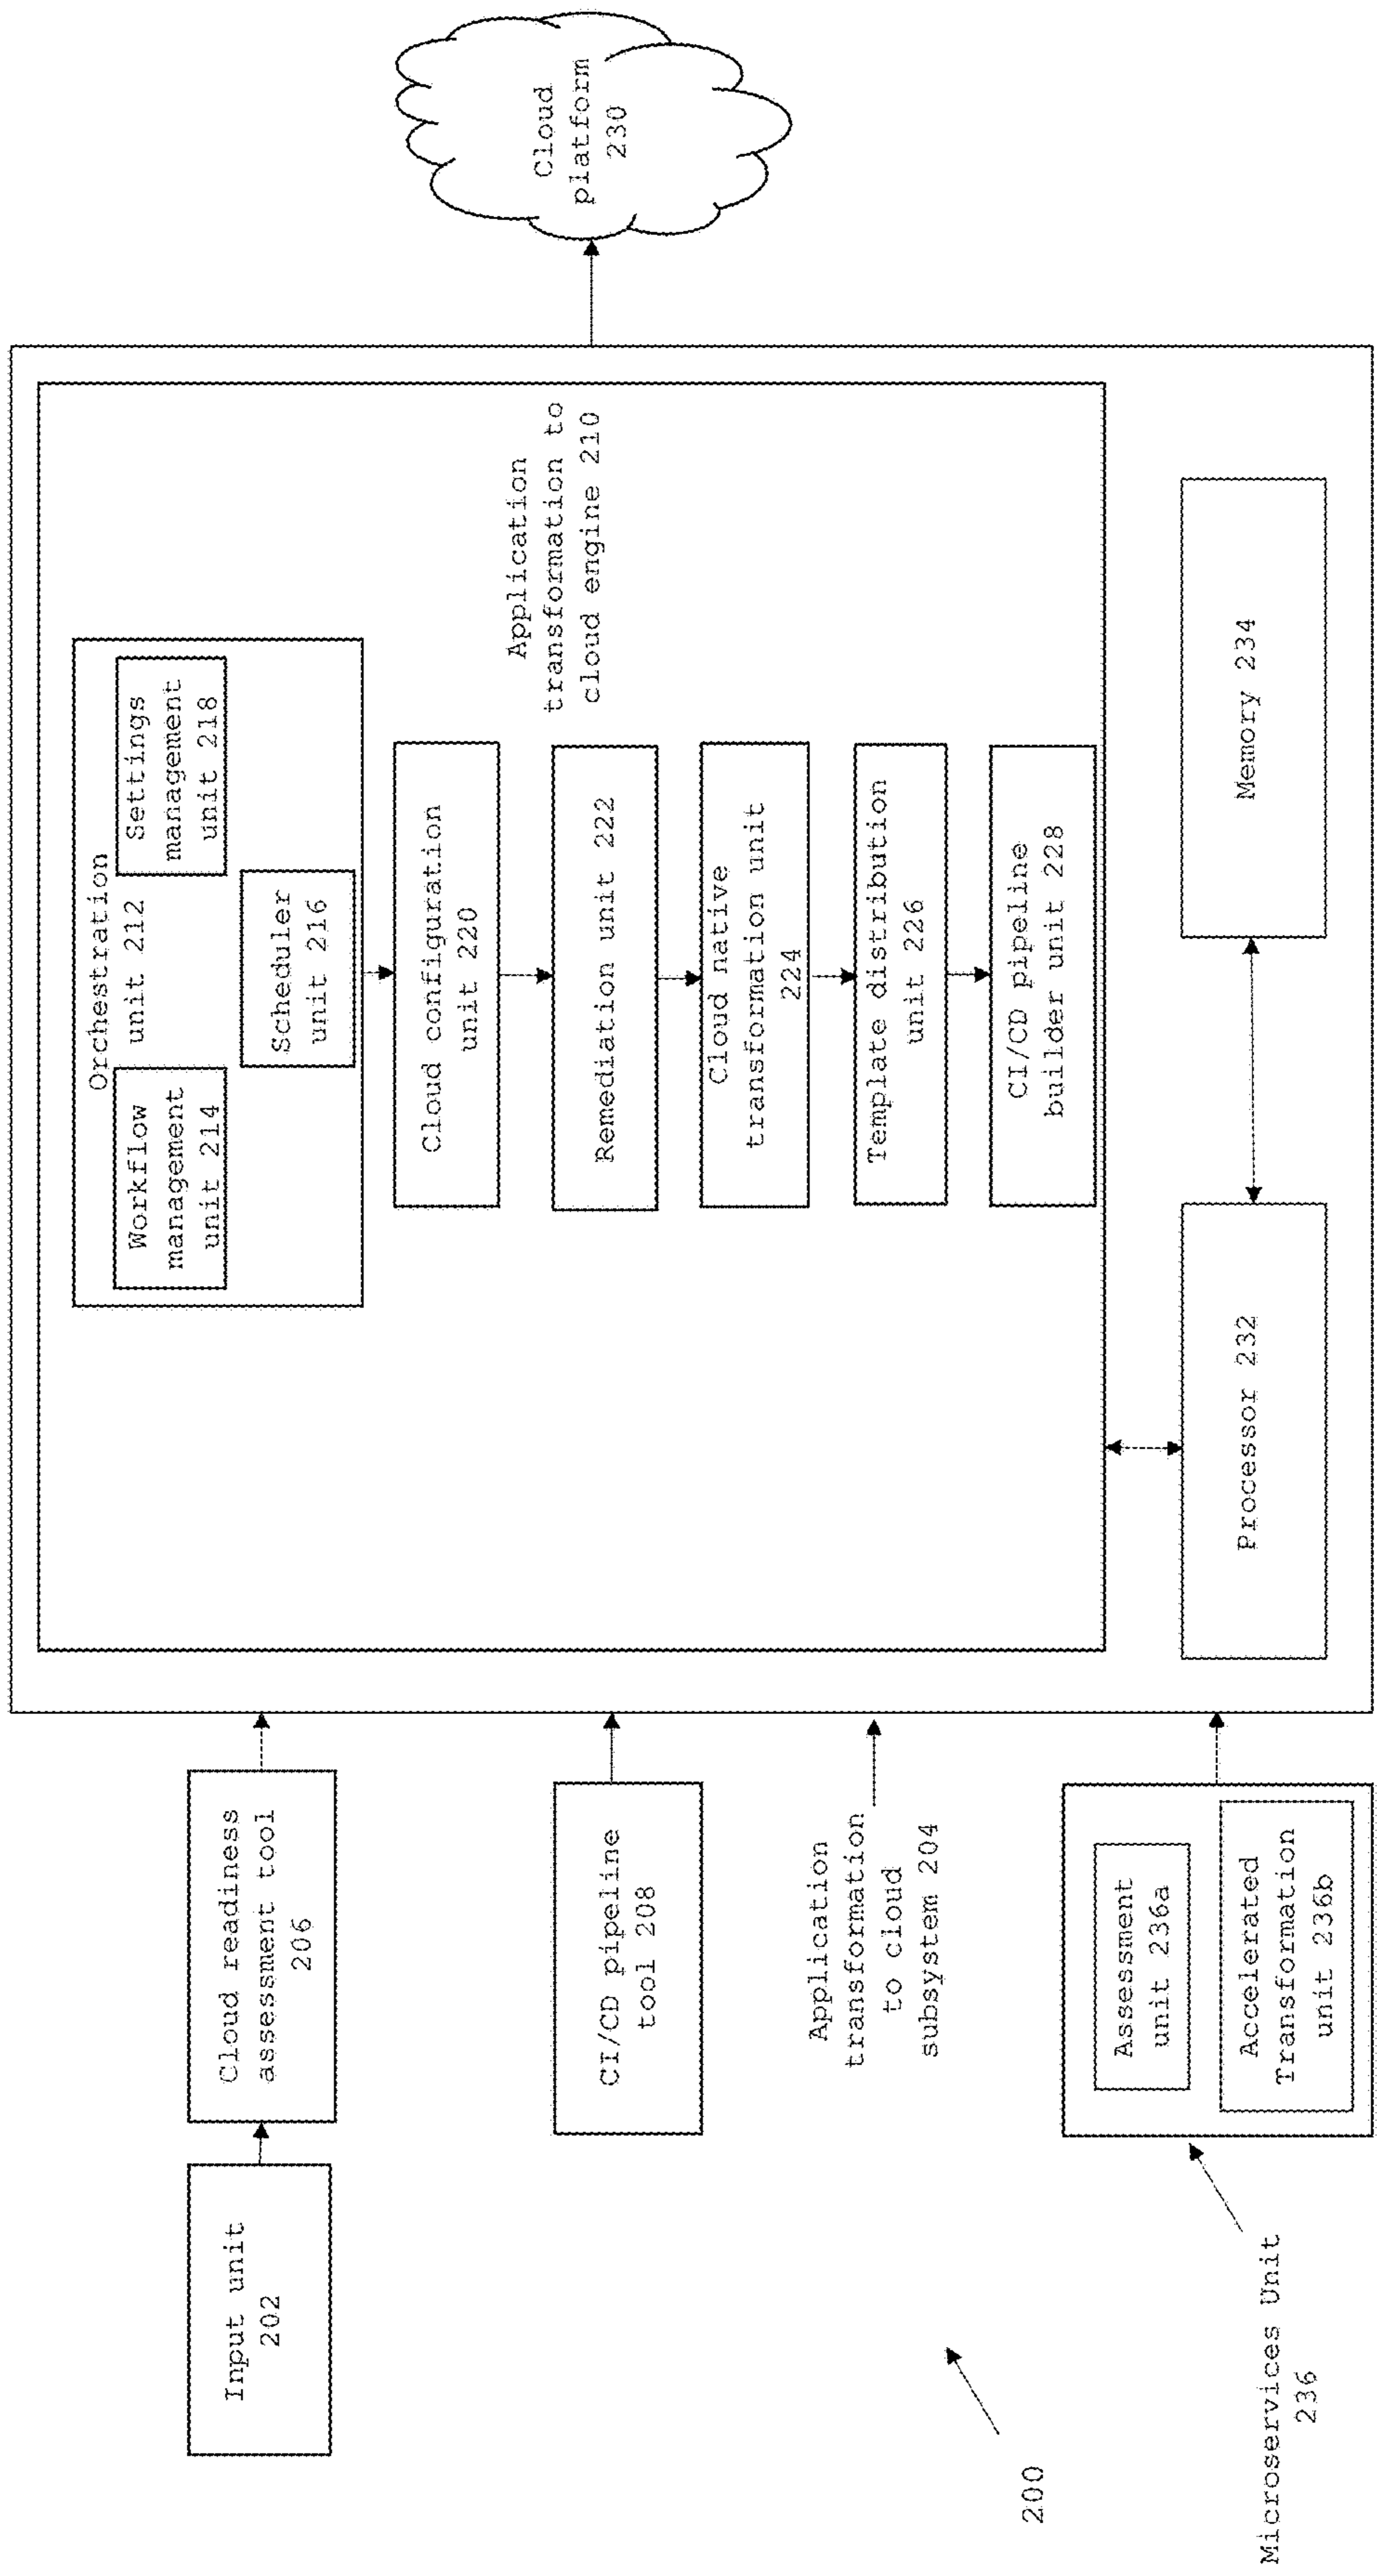 Input unit
202
Cloud readiness
assessment tool
206
CI/CD pipeline
tool 208
Application
transformation
to cloud
subsystem 204
Assessment
unit 236a
Accelerated
Transformation
unit 236b
Microservices Unit
236
200
Orchestration
unit 212
Workflow
management
unit 214
Settings
management
unit 218
Scheduler
unit 216
Cloud configuration
unit 220
Remediation unit 222
Cloud native
transformation unit
224
Template distribution
unit 226
CI/CD pipeline
builder unit 228
Application
transformation to
cloud engine 210
Processor 232
Memory 234
Cloud
platform
230